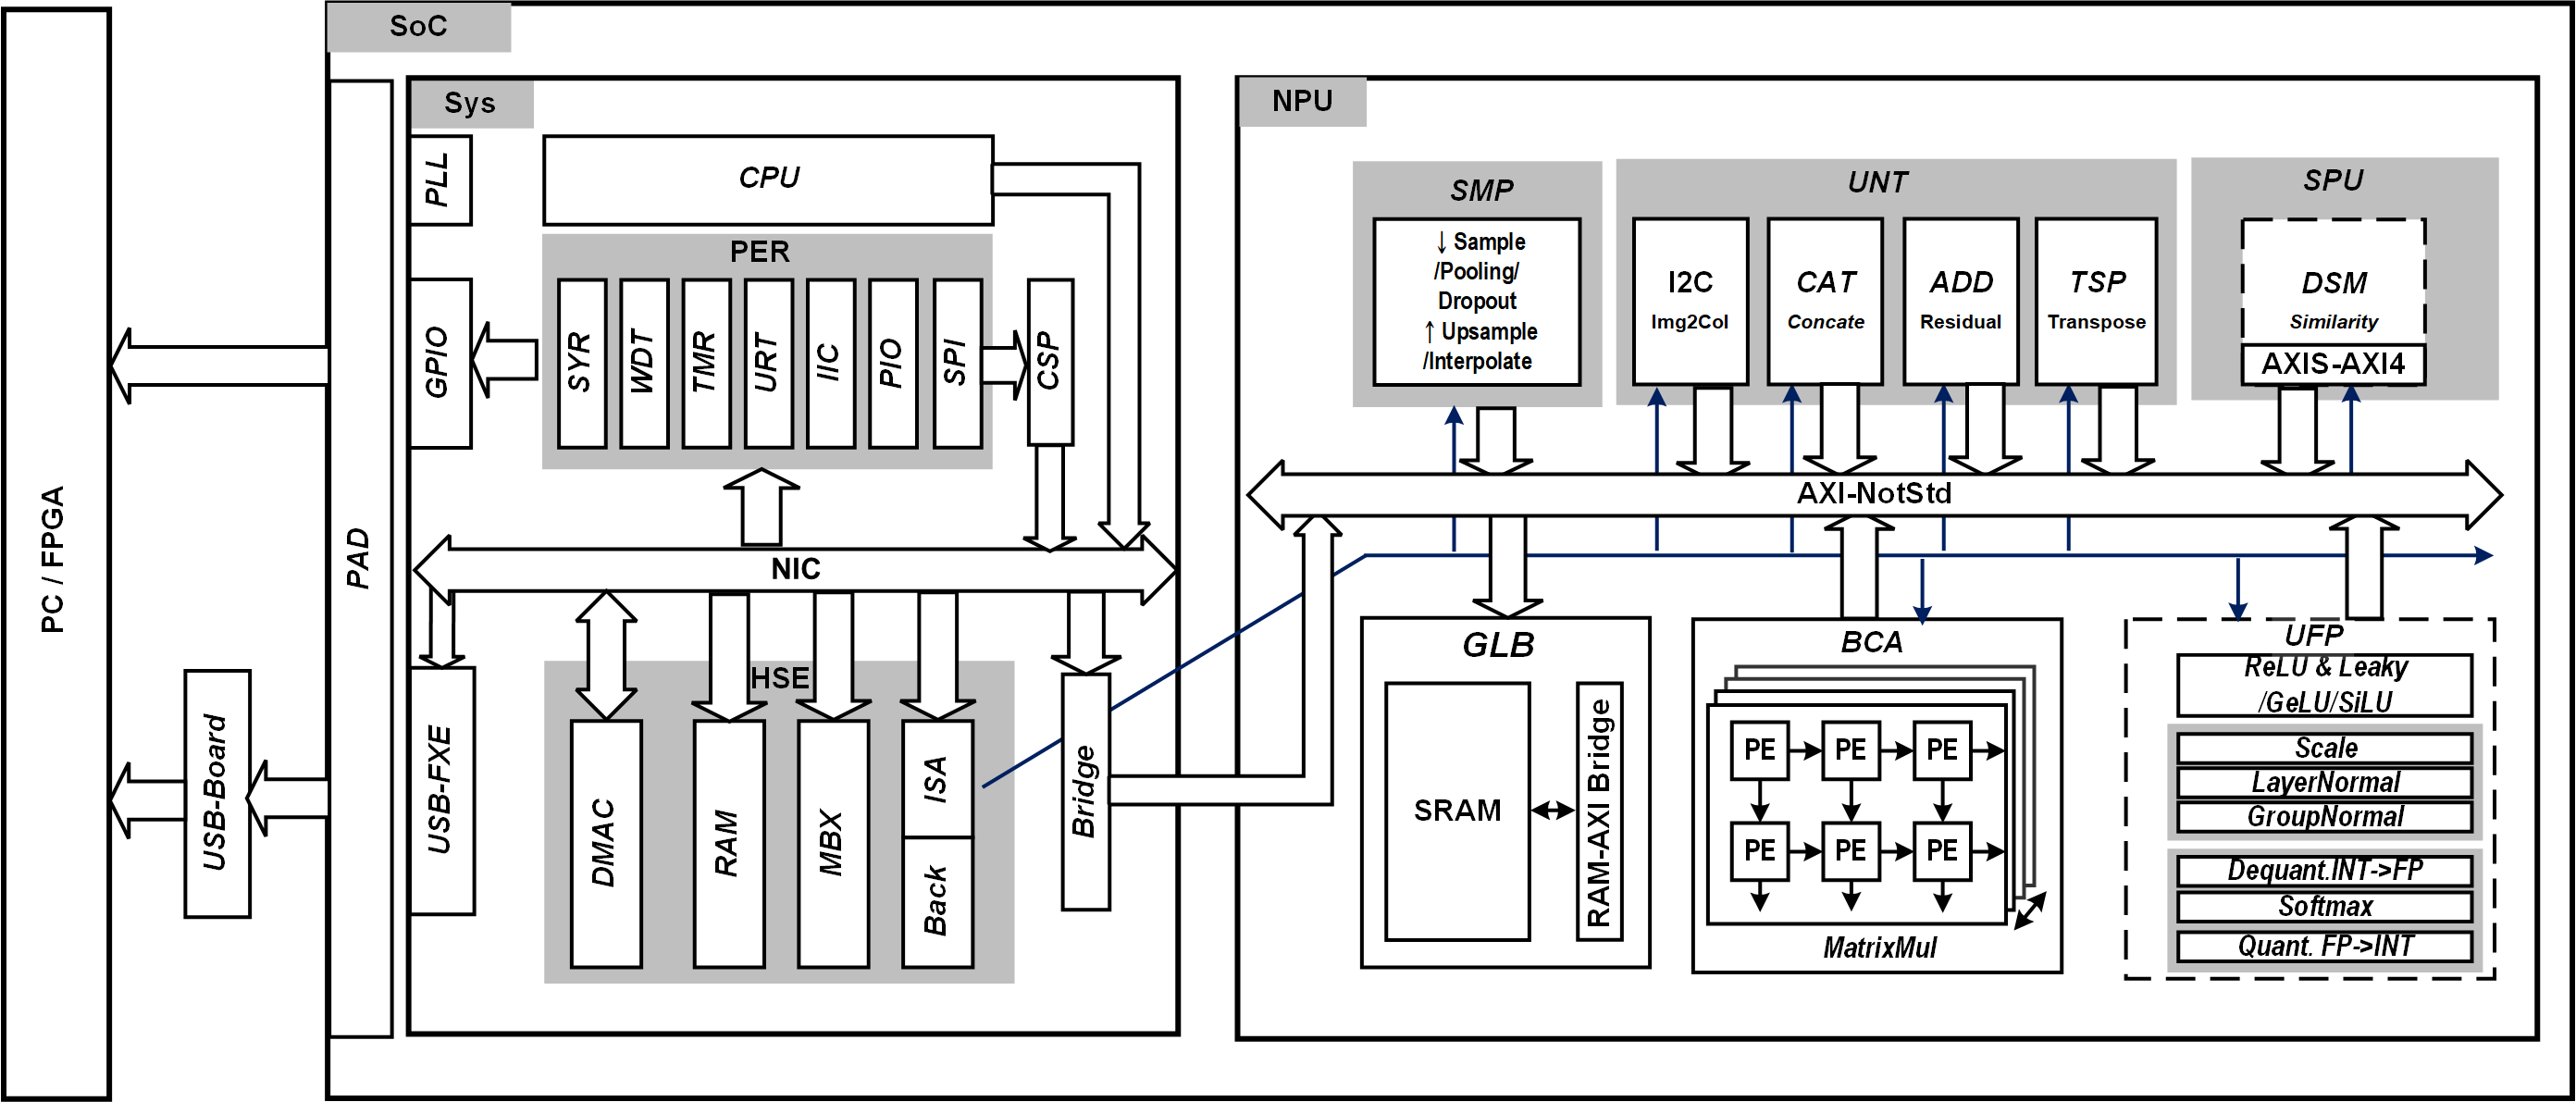 SoC
PC / FPGA
PAD
USB-Board
Sys
PLL
CPU
PER
GPIO
SYR
WDT
TMR
URT
IIC
PIO
SPI
CSP
NIC
HSE
USB-FXE
DMAC
RAM
MBX
ISA
Back
Bridge
NPU
SMP
↓ Sample
/Pooling/
Dropout
↑ Upsample
/Interpolate
UNT
I2C
Img2Col
CAT
Concate
ADD
Residual
TSP
Transpose
SPU
DSM
Similarity
AXIS-AXI4
AXI-NotStd
GLB
SRAM
RAM-AXI Bridge
BCA
PE PE PE
PE PE PE
MatrixMul
UFP
ReLU & Leaky
/GeLU/SiLU
Scale
LayerNormal
GroupNormal
Dequant.INT->FP
Softmax
Quant. FP->INT